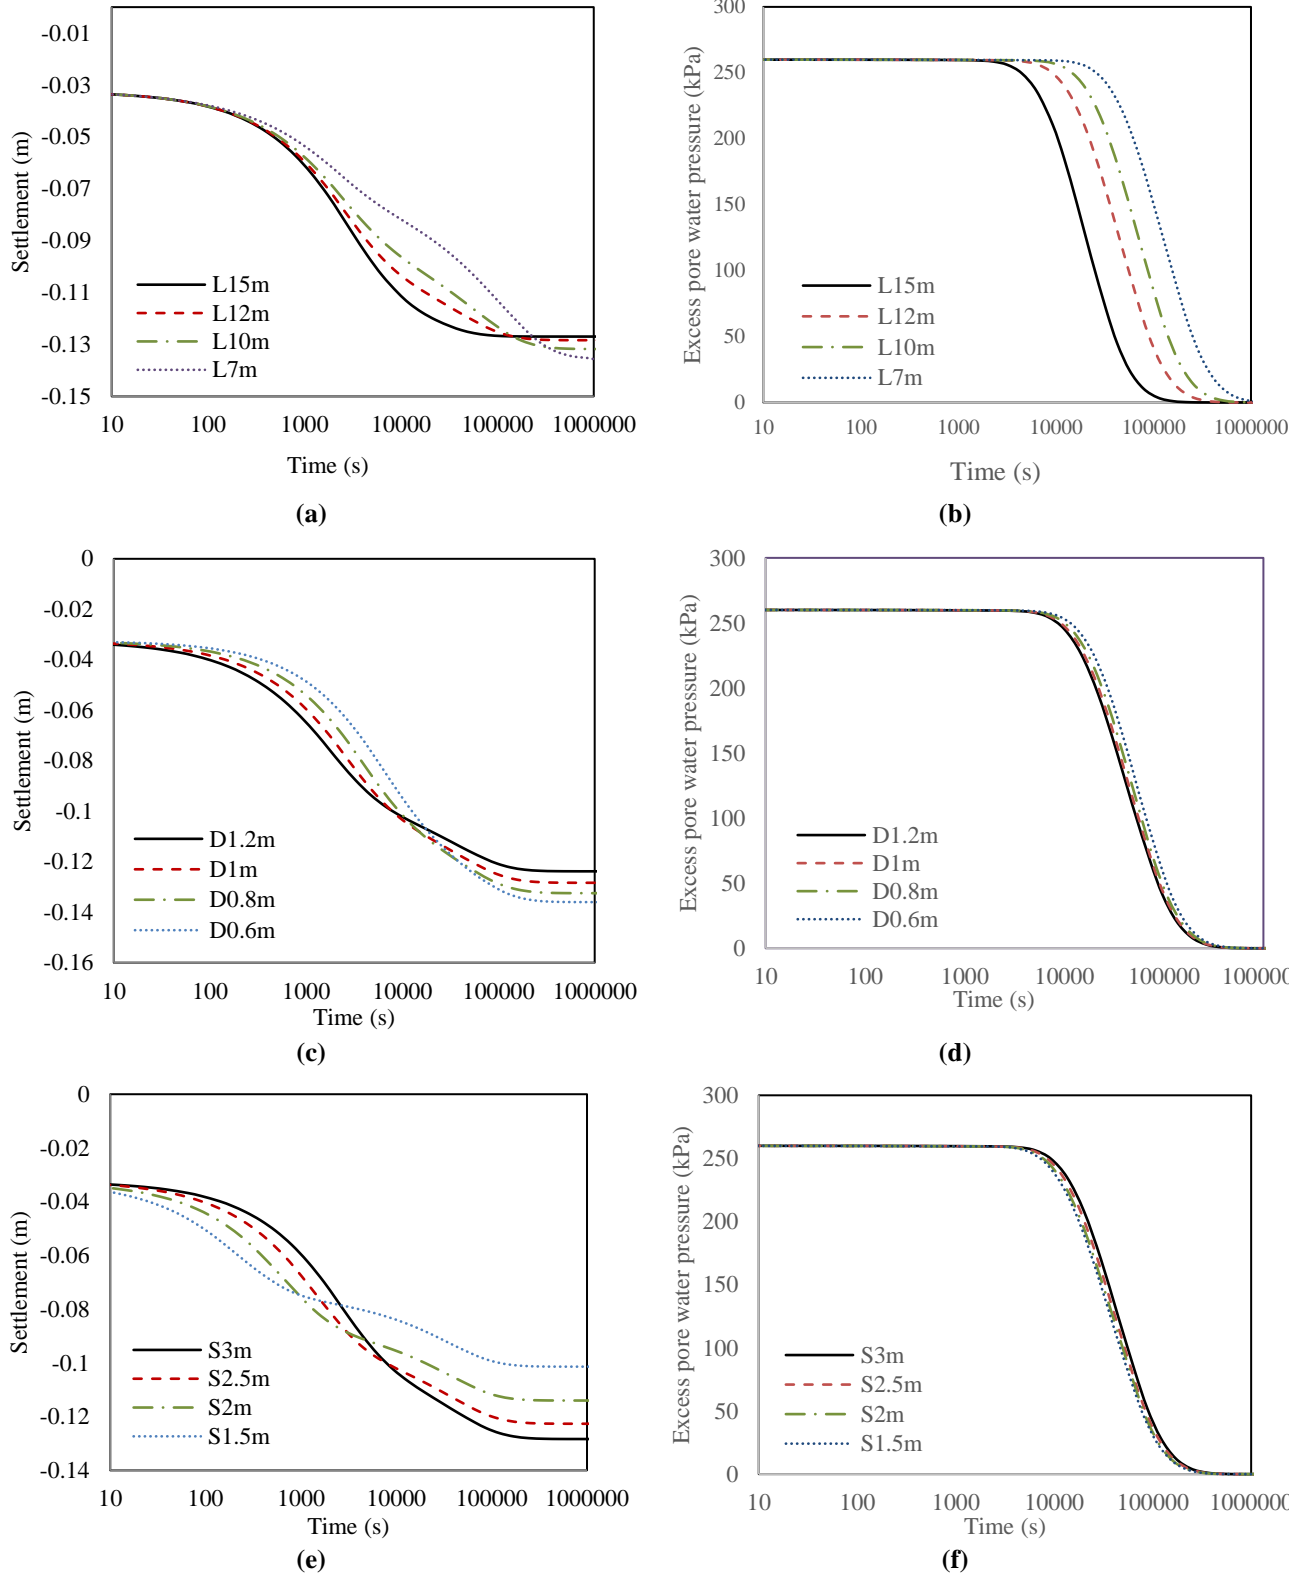 -0.01
-0.03
-0.05
-0.07
-0.09
-0.11
-0.13
-0.15
10 100 1000 10000 100000 1000000
Settlement (m)
Time (s)
L15m
L12m
L10m
L7m
(a)
300
250
200
150
100
50
0
10 100 1000 10000 100000 1000000
Excess pore water pressure (kPa)
Time (s)
L15m
L12m
L10m
L7m
(b)
0
-0.02
-0.04
-0.06
-0.08
-0.1
-0.12
-0.14
-0.16
10 100 1000 10000 100000 1000000
Settlement (m)
Time (s)
D1.2m
D1m
D0.8m
D0.6m
(c)
300
250
200
150
100
50
0
10 100 1000 10000 100000 100000
Excess pore water pressure (kPa)
Time (s)
D1.2m
D1m
D0.8m
D0.6m
(d)
0
-0.02
-0.04
-0.06
-0.08
-0.1
-0.12
-0.14
10 100 1000 10000 100000 1000000
Settlement (m)
Time (s)
S3m
S2.5m
S2m
S1.5m
(e)
300
250
200
150
100
50
0
10 100 1000 10000 100000 1000000
Excess pore water pressure (kPa)
Time (s)
S3m
S2.5m
S2m
S1.5m
(f)